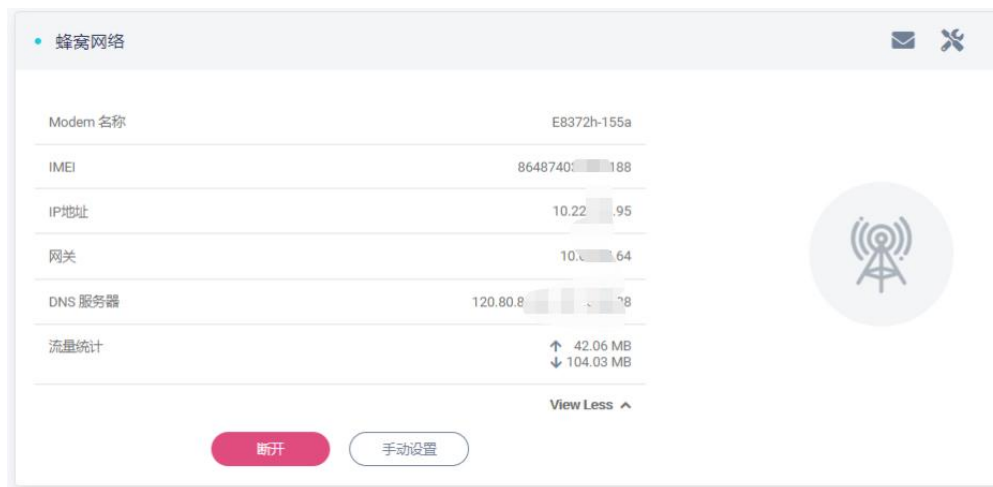 蜂窝网络
Modem 名称 E8372h-155a
IMEI 8648740 188
IP地址 10.22 .95
网关 10. .64
DNS 服务器 120.80.8
流量统计 ↑ 42.06 MB
↓ 104.03 MB
View Less
断开 手动设置